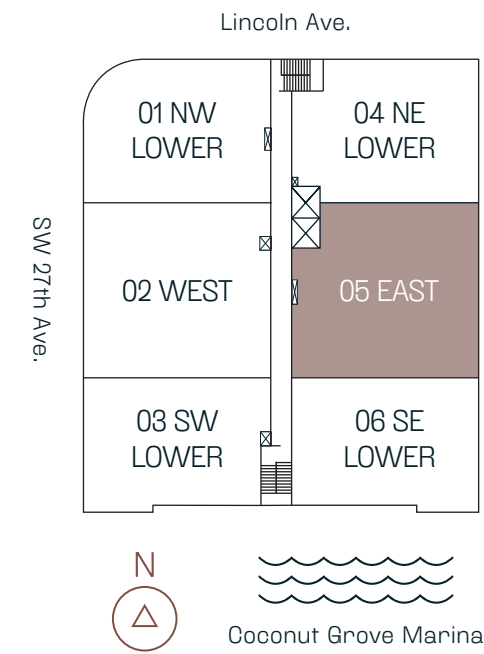 Lincoln Ave.
01 NW
LOWER
04 NE
LOWER
SW 27th Ave.
02 WEST
05 EAST
03 SW
LOWER
06 SE
LOWER
N
Coconut Grove Marina